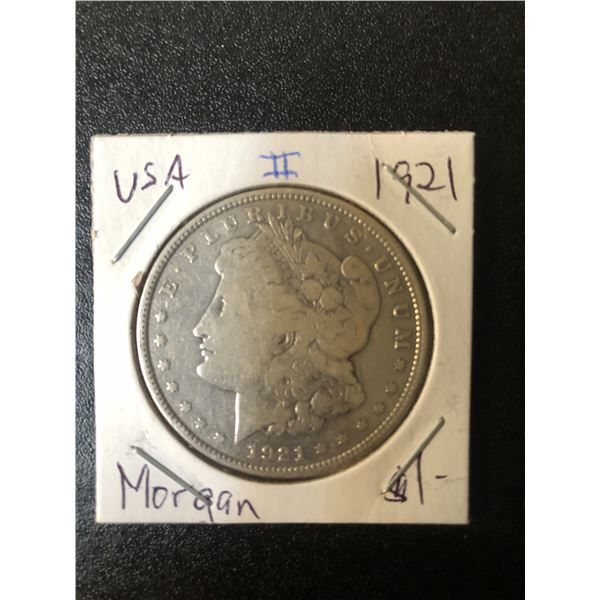 USA II 1921
E·PLURIBUS·UNUM
1921
Morgan $1-